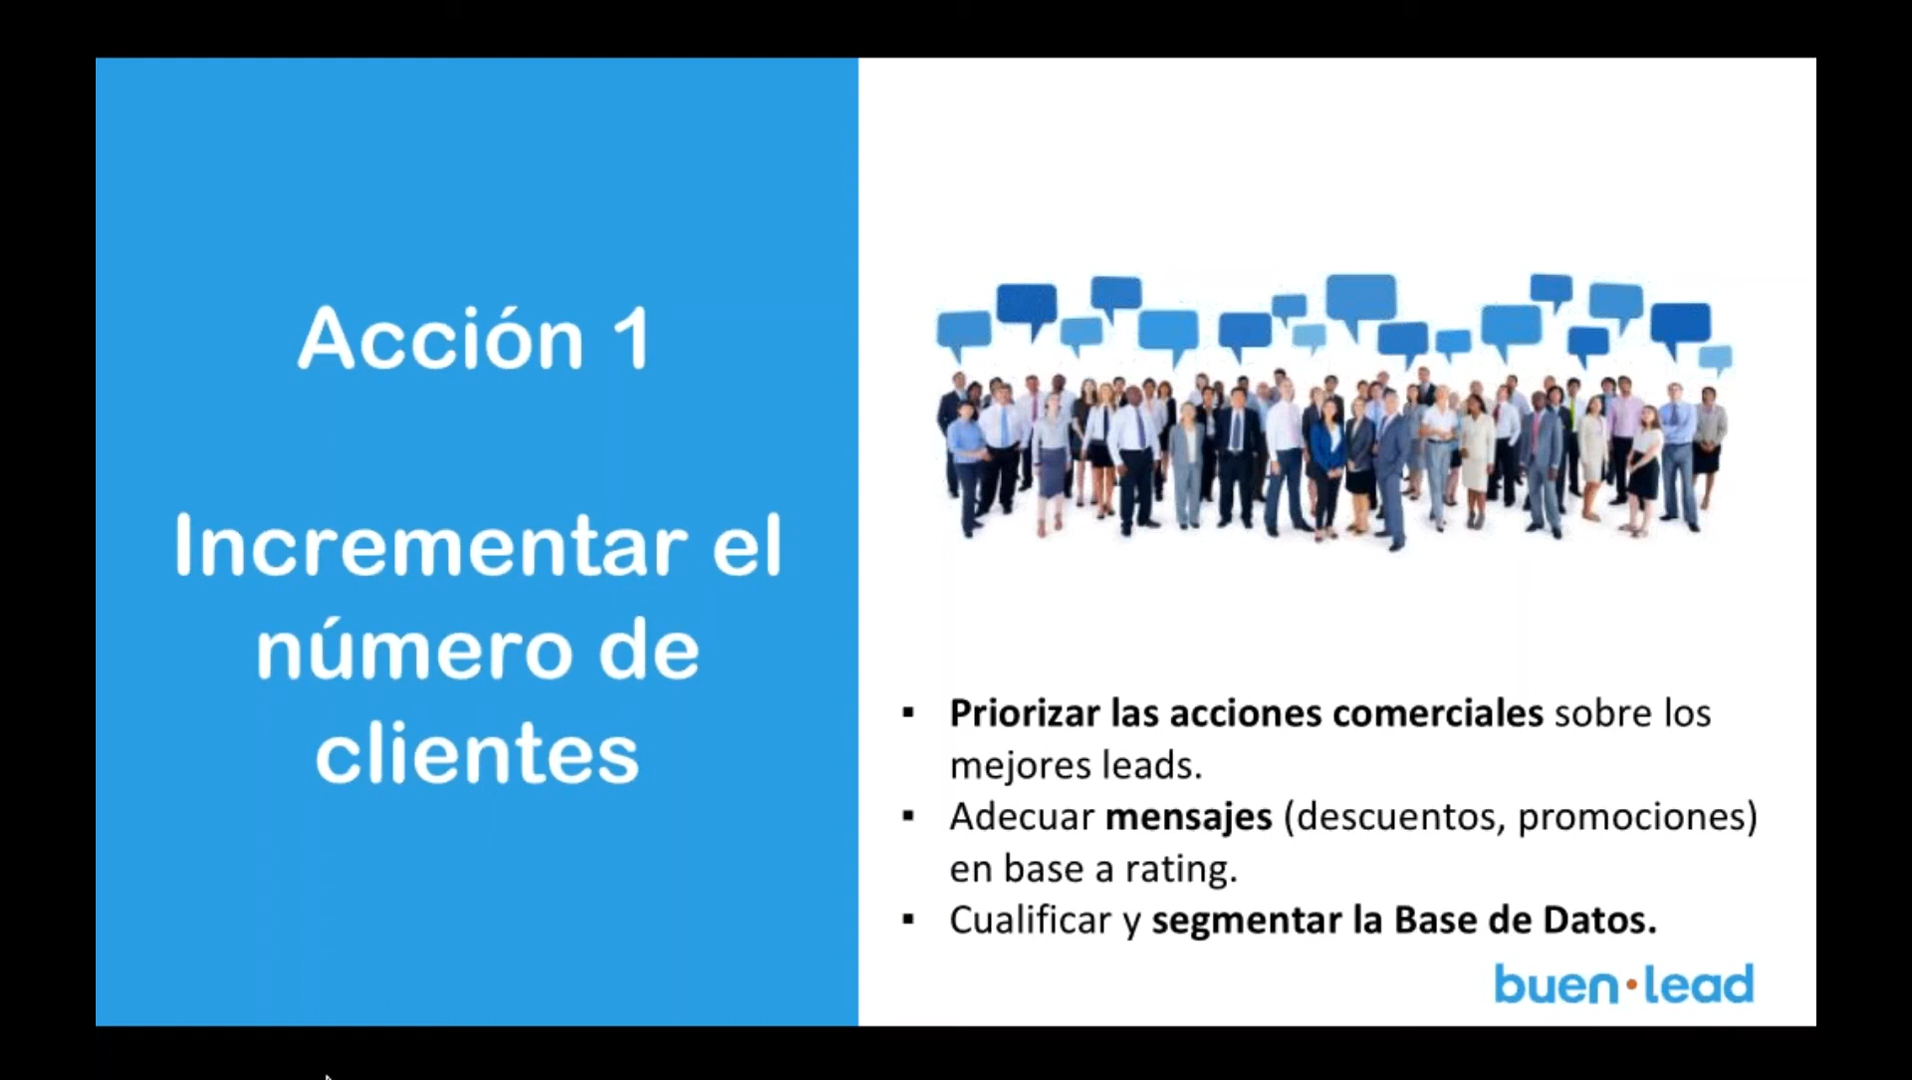 Acción 1
Incrementar el
número de
clientes
▪ Priorizar las acciones comerciales sobre los
mejores leads.
▪ Adecuar mensajes (descuentos, promociones)
en base a rating.
▪ Cualificar y segmentar la Base de Datos.
buen·lead